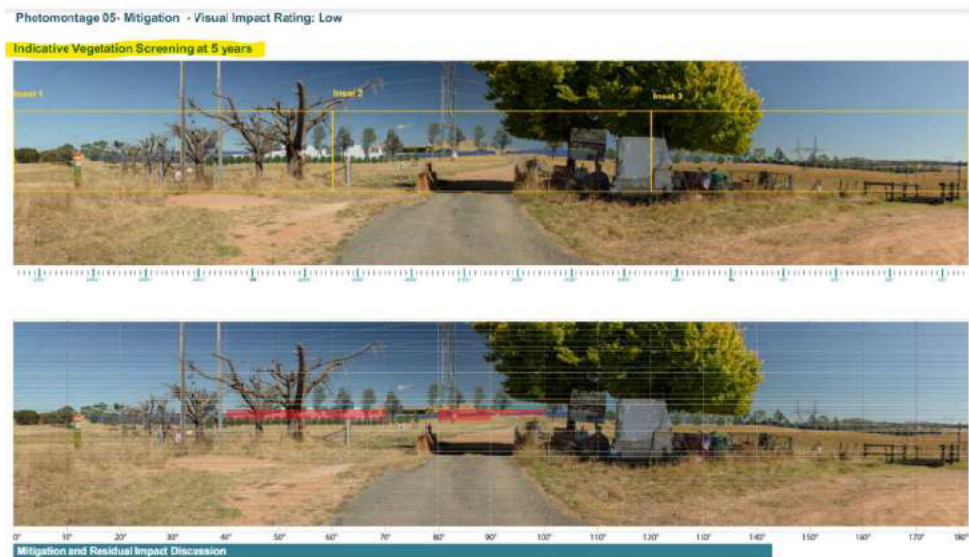 Photomontage 05- Mitigation - Visual Impact Rating: Low
Indicative Vegetation Screening at 5 years
Inset 1
Inset 2
Inset 3
0° 10° 20° 30° 40° 50° 60° 70° 80° 90° 100° 110° 120° 130° 140° 150° 160° 170° 180°
Mitigation and Residual Impact Discussion